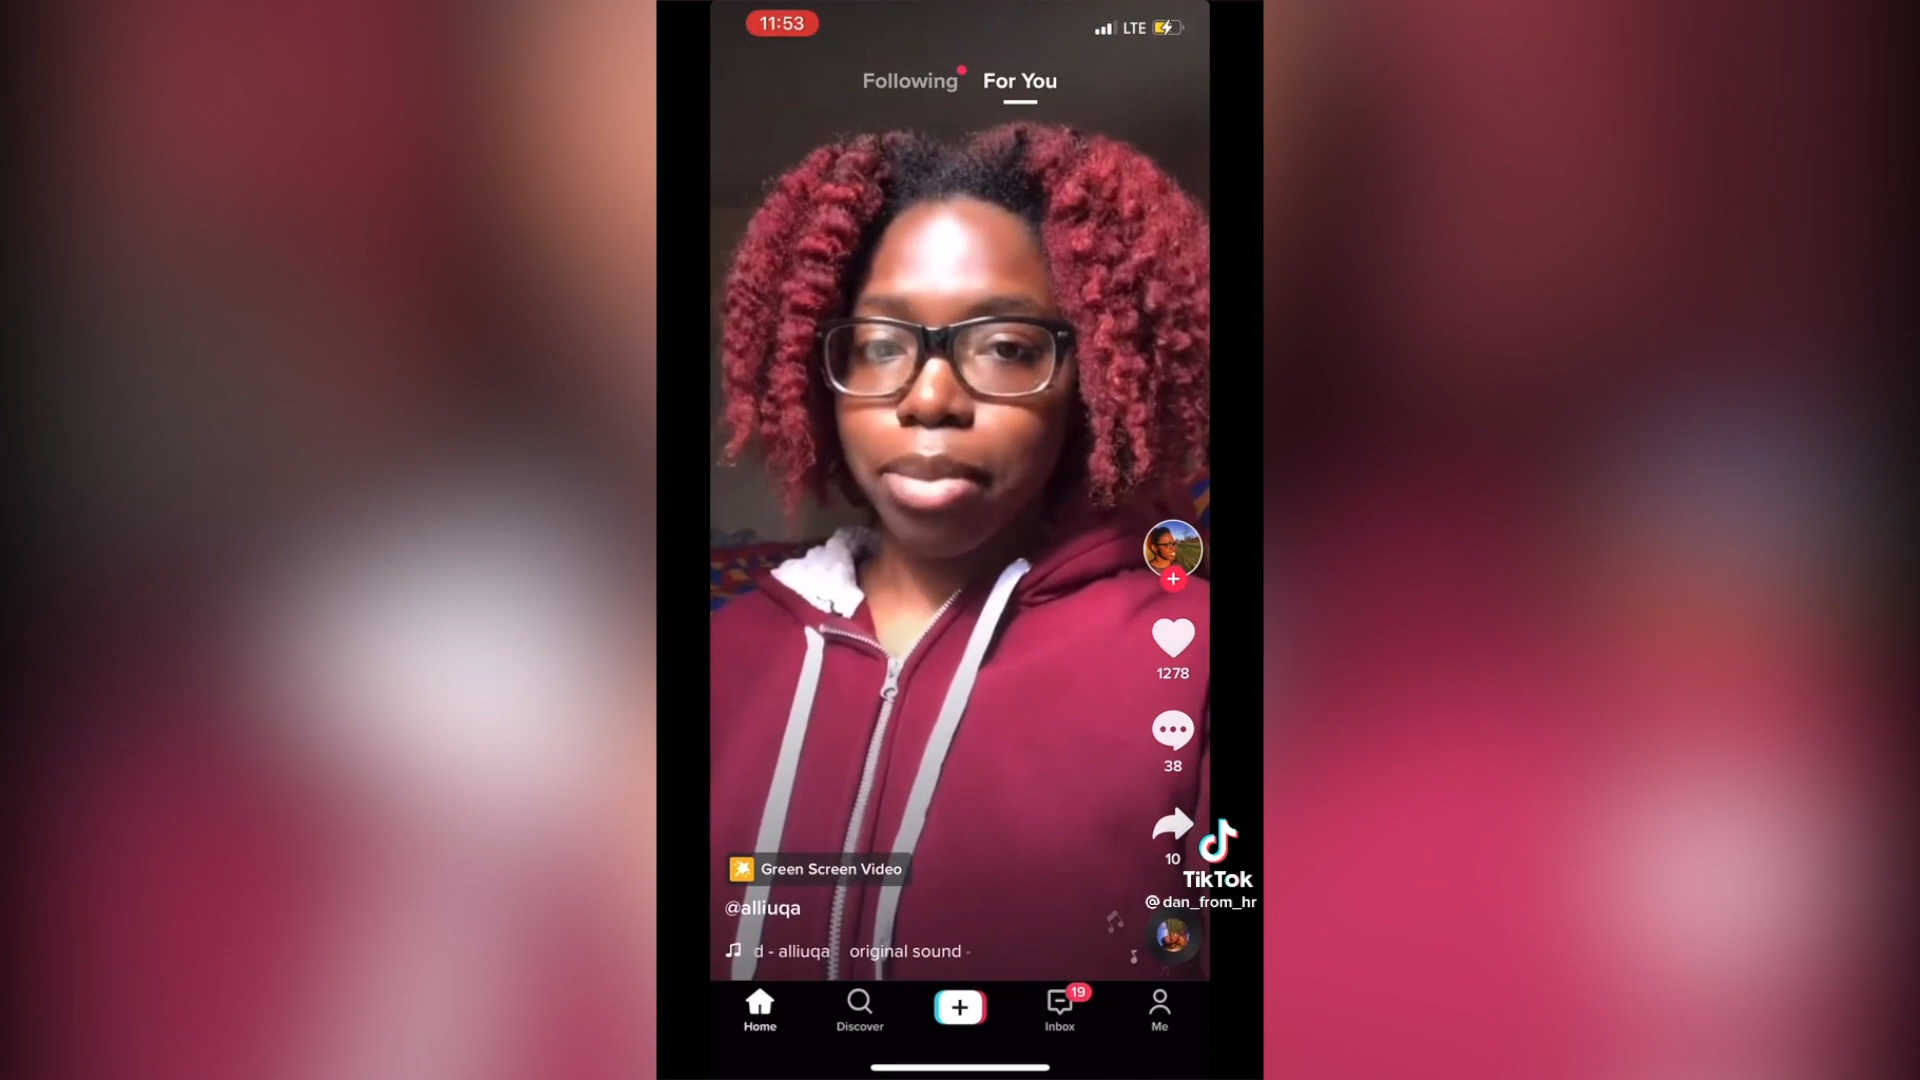 11:53
LTE
Following
For You
1278
38
10
TikTok
@dan_from_hr
Green Screen Video
@alliuqa
d - alliuqa original sound -
19
Home
Discover
Inbox
Me